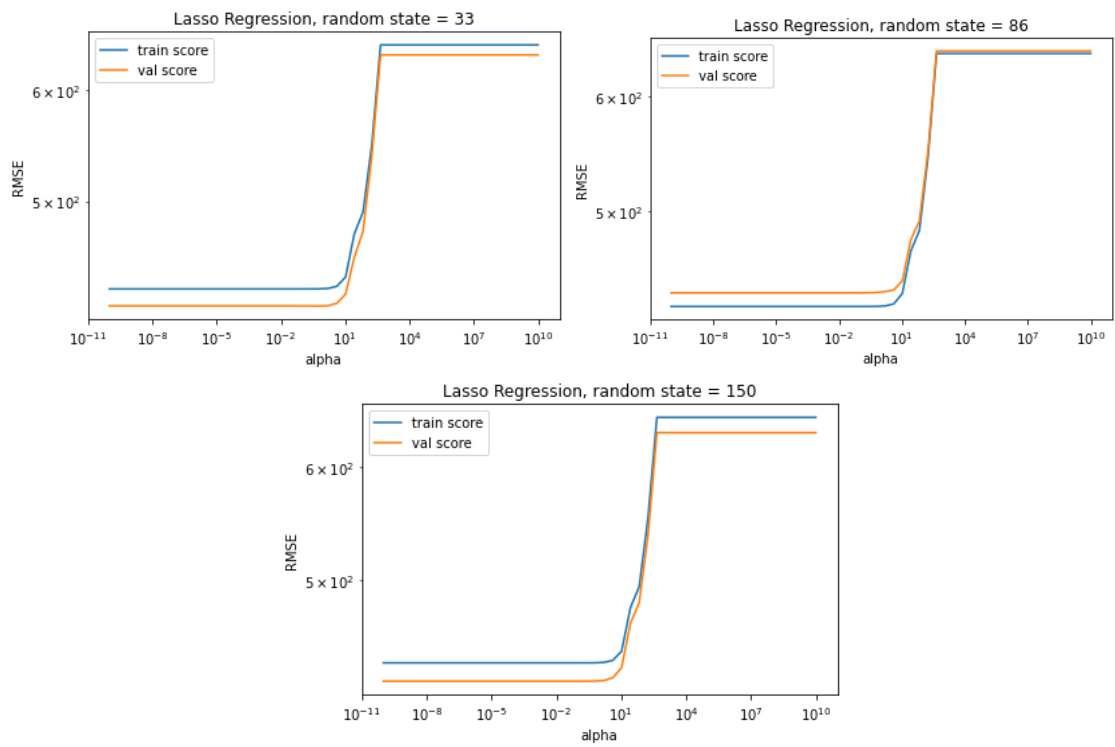 Lasso Regression, random state = 33
train score
val score
6 × 10²
5 × 10²
RMSE
10⁻¹¹ 10⁻⁸ 10⁻⁵ 10⁻² 10¹ 10⁴ 10⁷ 10¹⁰
alpha
Lasso Regression, random state = 86
train score
val score
6 × 10²
5 × 10²
RMSE
10⁻¹¹ 10⁻⁸ 10⁻⁵ 10⁻² 10¹ 10⁴ 10⁷ 10¹⁰
alpha
Lasso Regression, random state = 150
train score
val score
6 × 10²
5 × 10²
RMSE
10⁻¹¹ 10⁻⁸ 10⁻⁵ 10⁻² 10¹ 10⁴ 10⁷ 10¹⁰
alpha